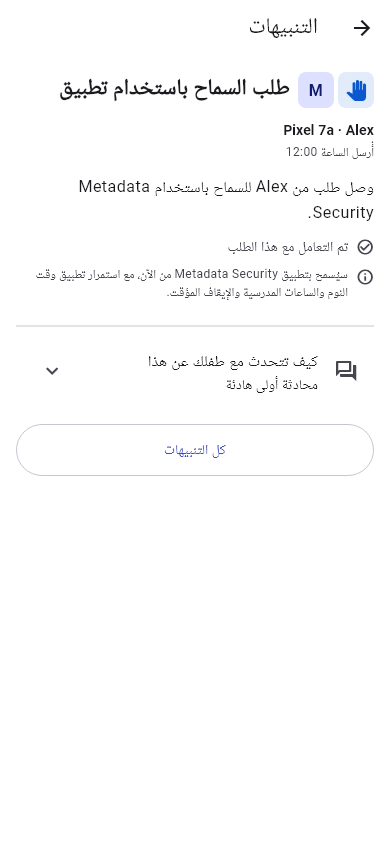 التنبيهات
طلب السماح باستخدام تطبيق
M
Pixel 7a · Alex
أُرسل الساعة 12:00
وصل طلب من Alex للسماح باستخدام Metadata
Security.
تم التعامل مع هذا الطلب
سيُسمح بتطبيق Metadata Security من الآن، مع استمرار تطبيق وقت
النوم والساعات المدرسية والإيقاف المؤقت.
كيف تتحدث مع طفلك عن هذا
محادثة أولى هادئة
كل التنبيهات